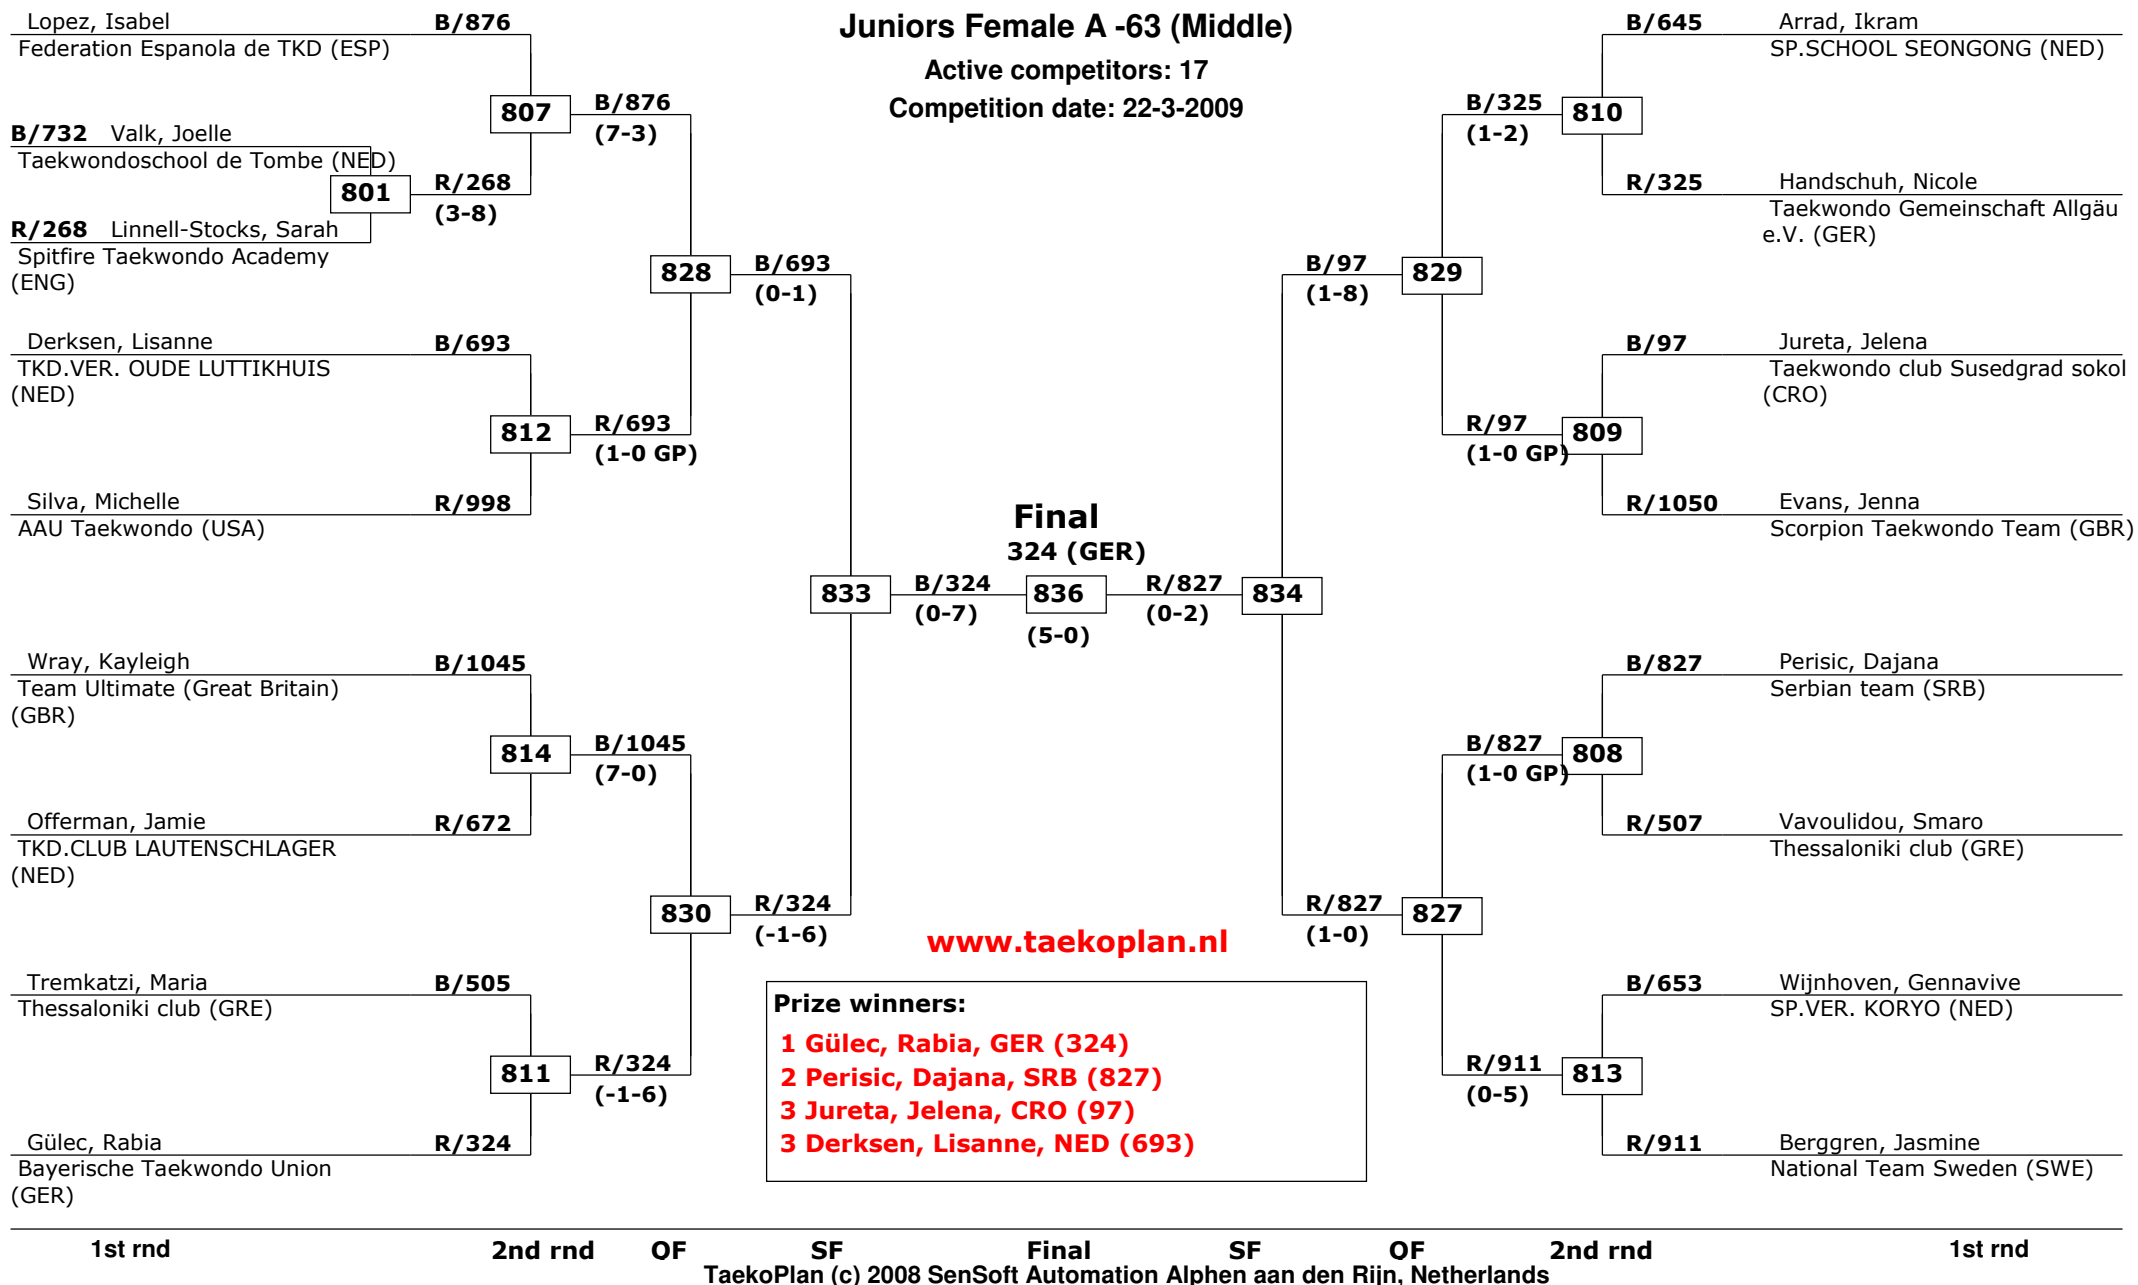 Juniors Female A -63 (Middle)
Active competitors: 17
Competition date: 22-3-2009
Lopez, Isabel B/876
Federation Espanola de TKD (ESP)
807
B/876
(7-3)
B/732 Valk, Joelle
Taekwondoschool de Tombe (NED)
801
R/268
(3-8)
R/268 Linnell-Stocks, Sarah
Spitfire Taekwondo Academy
(ENG)
828
B/693
(0-1)
Derksen, Lisanne B/693
TKD.VER. OUDE LUTTIKHUIS
(NED)
812
R/693
(1-0 GP)
Silva, Michelle R/998
AAU Taekwondo (USA)
833
B/324
(0-7)
Wray, Kayleigh B/1045
Team Ultimate (Great Britain)
(GBR)
814
B/1045
(7-0)
Offerman, Jamie R/672
TKD.CLUB LAUTENSCHLAGER
(NED)
830
R/324
(-1-6)
Tremkatzi, Maria B/505
Thessaloniki club (GRE)
811
R/324
(-1-6)
Gülec, Rabia R/324
Bayerische Taekwondo Union
(GER)
Final
324 (GER)
836
(5-0)
B/645 Arrad, Ikram
SP.SCHOOL SEONGONG (NED)
B/325
(1-2)
810
R/325 Handschuh, Nicole
Taekwondo Gemeinschaft Allgäu
e.V. (GER)
B/97
(1-8)
829
B/97 Jureta, Jelena
Taekwondo club Susedgrad sokol
(CRO)
R/97
(1-0 GP)
809
R/1050 Evans, Jenna
Scorpion Taekwondo Team (GBR)
R/827
(0-2)
834
B/827 Perisic, Dajana
Serbian team (SRB)
B/827
(1-0 GP)
808
R/507 Vavoulidou, Smaro
Thessaloniki club (GRE)
R/827
(1-0)
827
B/653 Wijnhoven, Gennavive
SP.VER. KORYO (NED)
R/911
(0-5)
813
R/911 Berggren, Jasmine
National Team Sweden (SWE)
www.taekoplan.nl
Prize winners:
1 Gülec, Rabia, GER (324)
2 Perisic, Dajana, SRB (827)
3 Jureta, Jelena, CRO (97)
3 Derksen, Lisanne, NED (693)
1st rnd 2nd rnd QF SF Final SF QF 2nd rnd 1st rnd
TaekoPlan (c) 2008 SenSoft Automation Alphen aan den Rijn, Netherlands